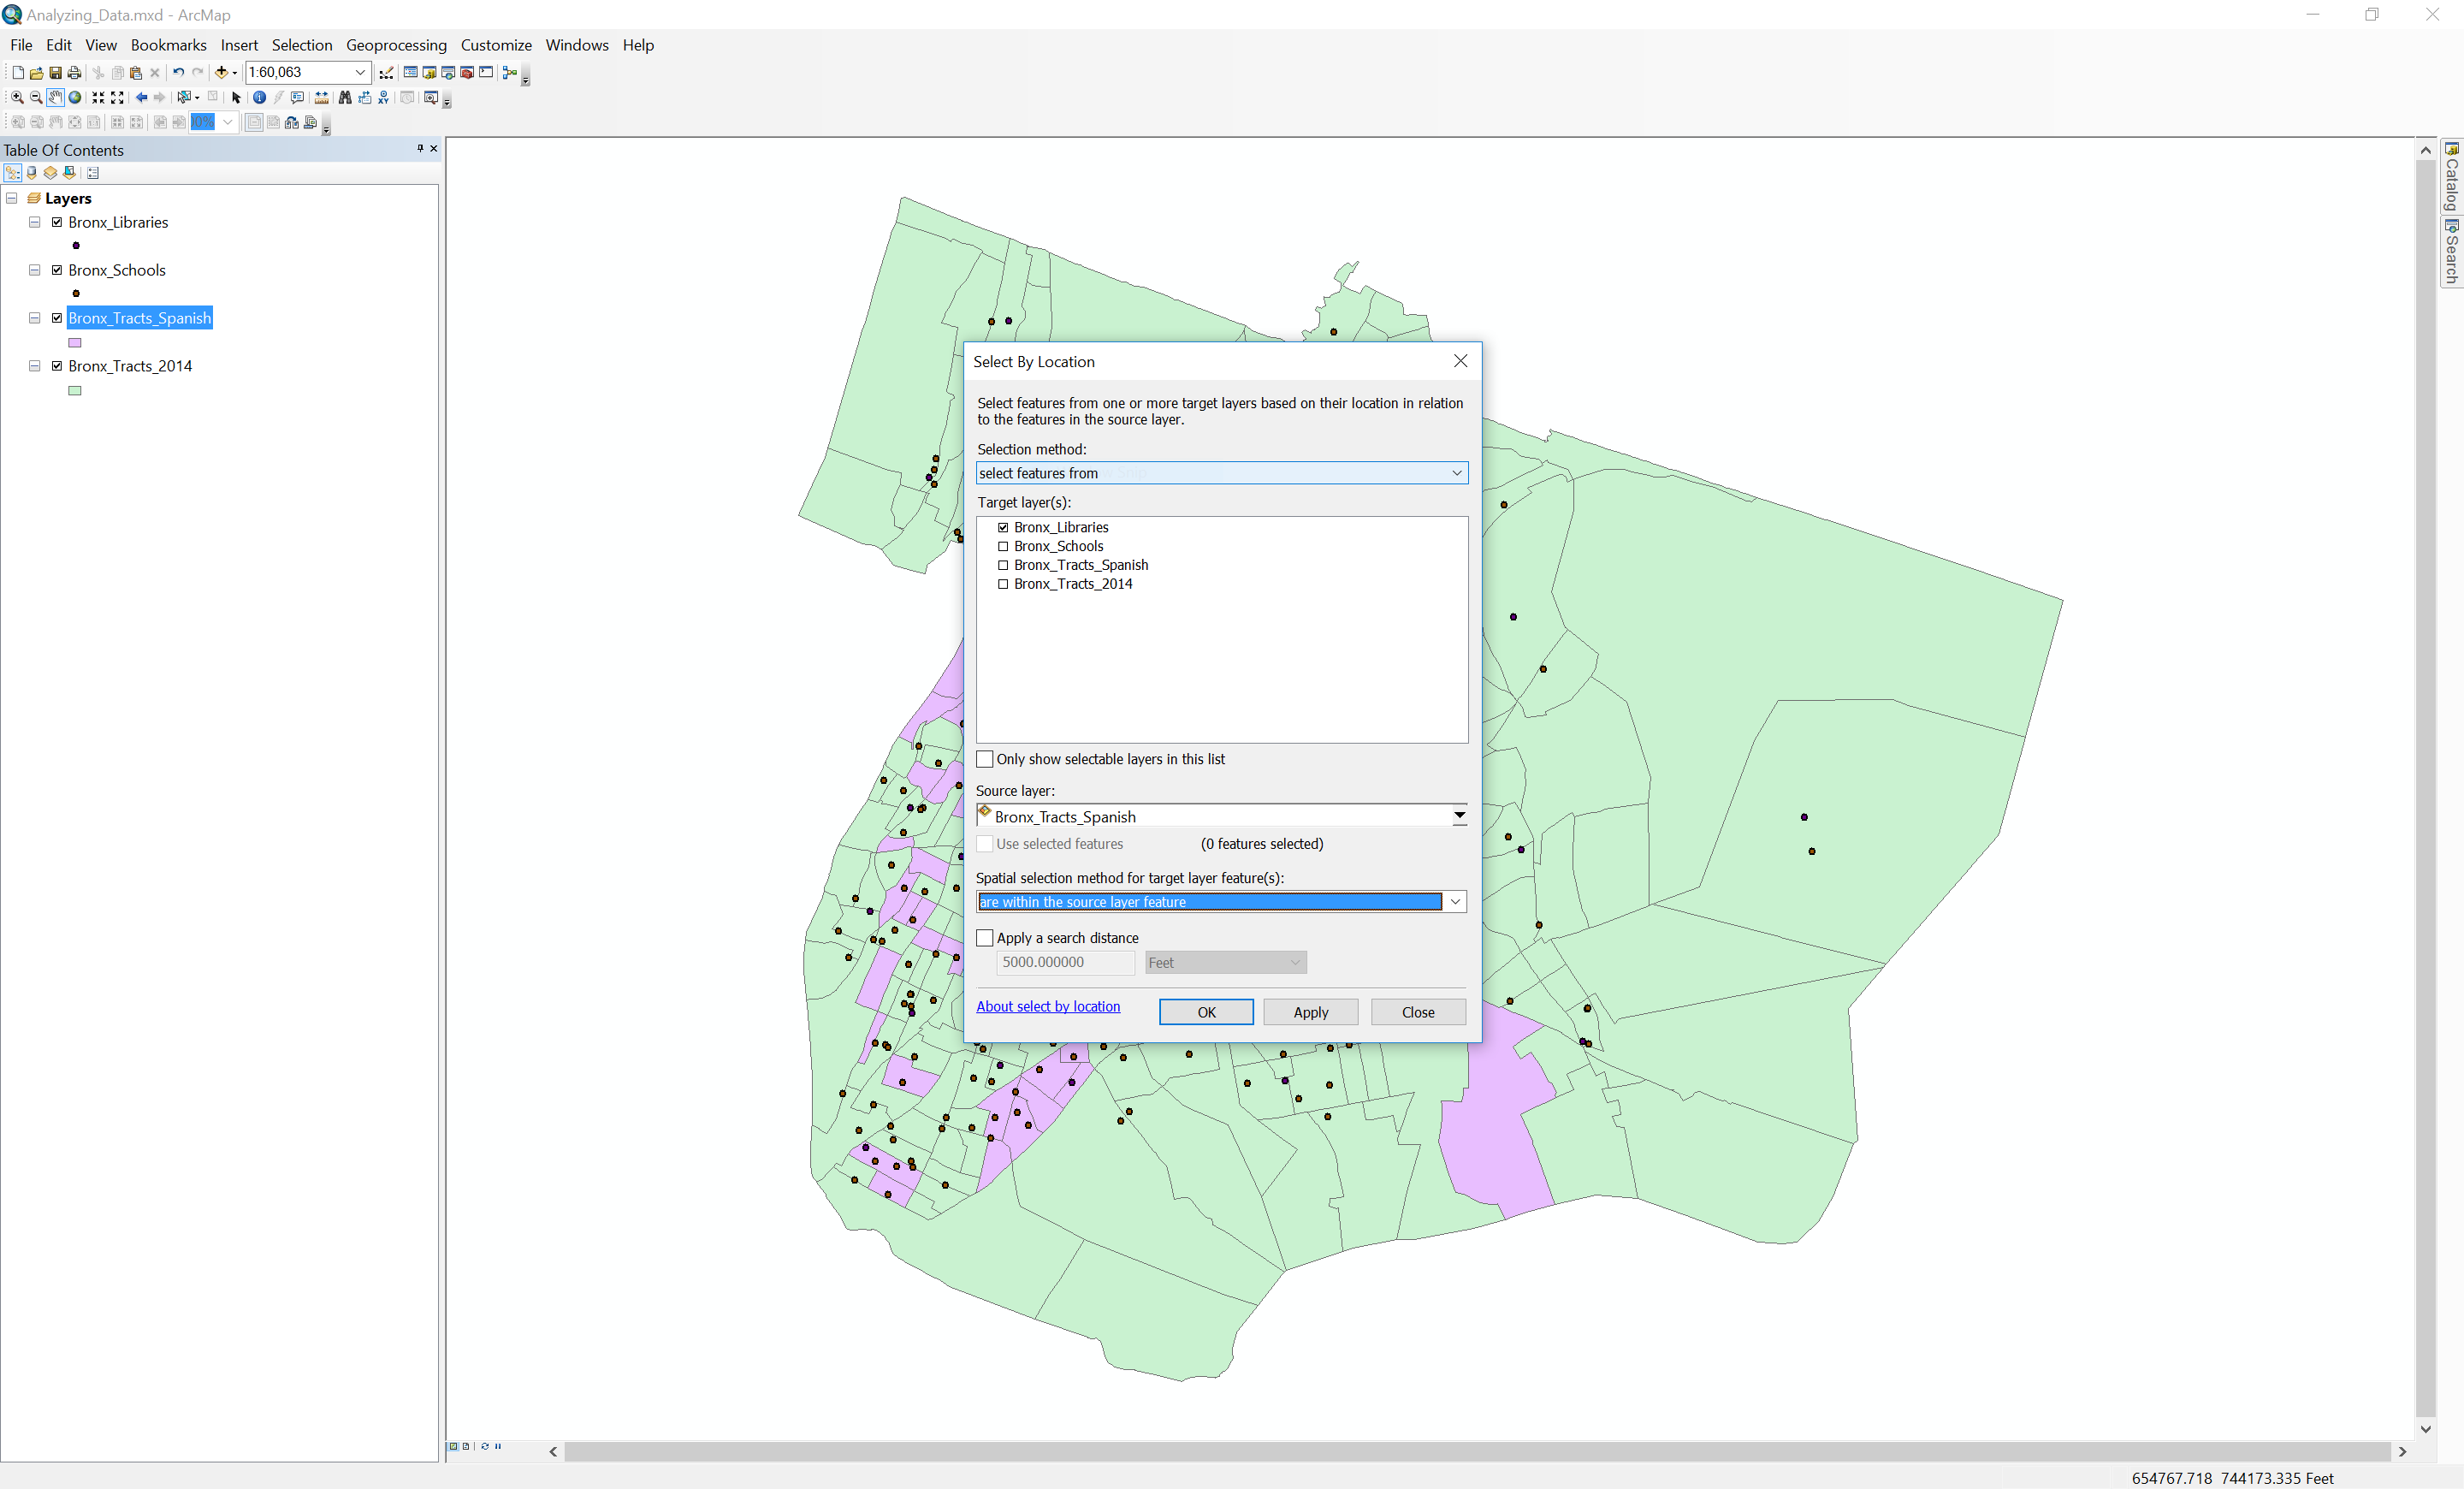 Analyzing_Data.mxd - ArcMap
File Edit View Bookmarks Insert Selection Geoprocessing Customize Windows Help
1:60,063
Table Of Contents
Layers
Bronx_Libraries
Bronx_Schools
Bronx_Tracts_Spanish
Bronx_Tracts_2014
Select By Location
Select features from one or more target layers based on their location in relation
to the features in the source layer.
Selection method:
select features from
Target layer(s):
Bronx_Libraries
Bronx_Schools
Bronx_Tracts_Spanish
Bronx_Tracts_2014
Only show selectable layers in this list
Source layer:
Bronx_Tracts_Spanish
Use selected features (0 features selected)
Spatial selection method for target layer feature(s):
are within the source layer feature
Apply a search distance
5000.000000 Feet
About select by location OK Apply Close
Catalog
Search
654767.718 744173.335 Feet